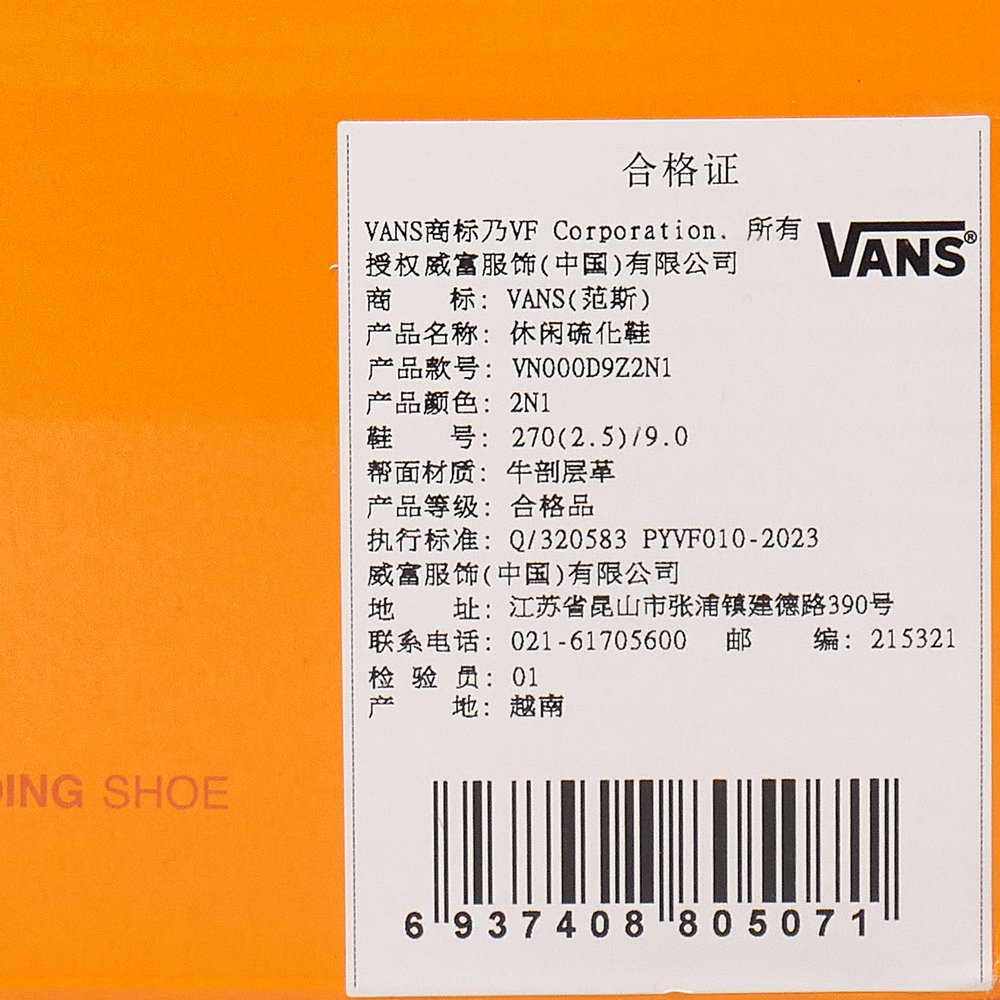 合格证
VANS商标乃VF Corporation. 所有
VANS®
授权威富服饰(中国)有限公司
商 标: VANS(范斯)
产品名称: 休闲硫化鞋
产品款号: VN000D9Z2N1
产品颜色: 2N1
鞋 号: 270(2.5)/9.0
帮面材质: 牛剖层革
产品等级: 合格品
执行标准: Q/320583 PYVF010-2023
威富服饰(中国)有限公司
地 址: 江苏省昆山市张浦镇建德路390号
联系电话: 021-61705600 邮 编: 215321
检 验 员: 01
产 地: 越南
DING SHOE
6 937408 805071